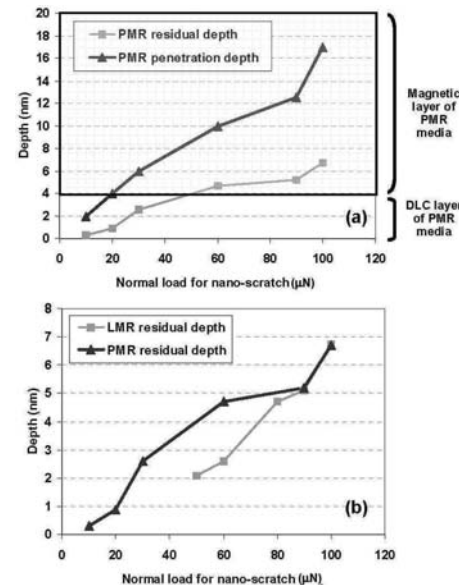 20
18
16
14
12
10
8
6
4
2
0
Depth (nm)
PMR residual depth
PMR penetration depth
(a)
0 20 40 60 80 100 120
Normal load for nano-scratch (μN)
Magnetic
layer of
PMR
media
DLC layer
of PMR
media
8
7
6
5
4
3
2
1
0
Depth (nm)
LMR residual depth
PMR residual depth
(b)
0 20 40 60 80 100 120
Normal load for nano-scratch (μN)